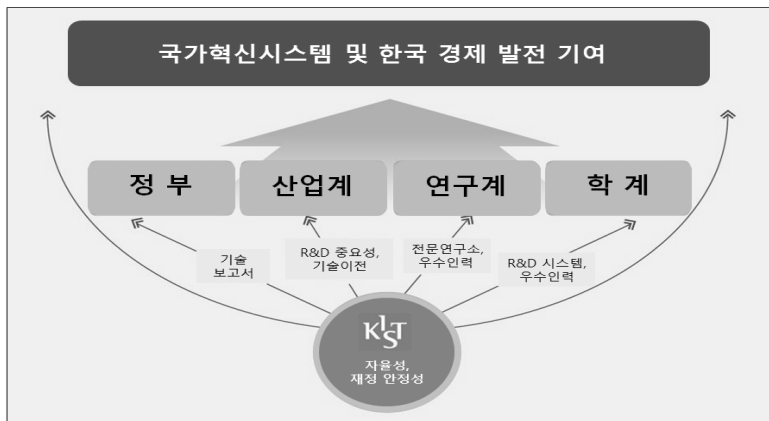 국가혁신시스템 및 한국 경제 발전 기여
정 부
산업계
연구계
학 계
기술
보고서
R&D 중요성,
기술이전
전문연구소,
우수인력
R&D 시스템,
우수인력
KIST
자율성,
재정 안정성